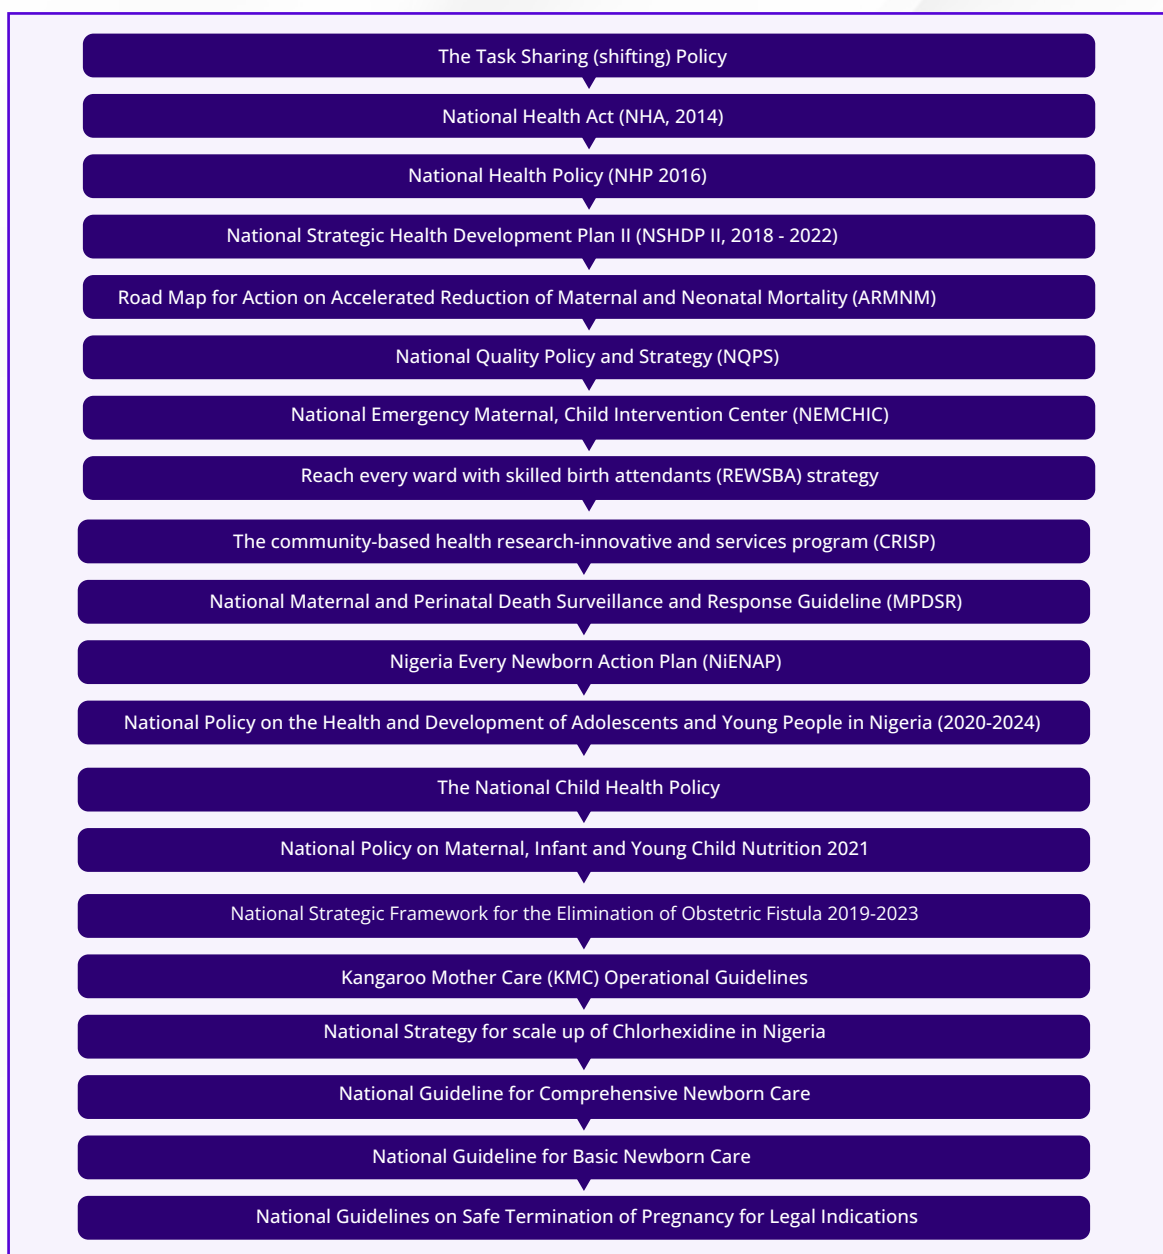 The Task Sharing (shifting) Policy
National Health Act (NHA, 2014)
National Health Policy (NHP 2016)
National Strategic Health Development Plan II (NSHDP II, 2018 - 2022)
Road Map for Action on Accelerated Reduction of Maternal and Neonatal Mortality (ARMNM)
National Quality Policy and Strategy (NQPS)
National Emergency Maternal, Child Intervention Center (NEMCHIC)
Reach every ward with skilled birth attendants (REWSBA) strategy
The community-based health research-innovative and services program (CRISP)
National Maternal and Perinatal Death Surveillance and Response Guideline (MPDSR)
Nigeria Every Newborn Action Plan (NiENAP)
National Policy on the Health and Development of Adolescents and Young People in Nigeria (2020-2024)
The National Child Health Policy
National Policy on Maternal, Infant and Young Child Nutrition 2021
National Strategic Framework for the Elimination of Obstetric Fistula 2019-2023
Kangaroo Mother Care (KMC) Operational Guidelines
National Strategy for scale up of Chlorhexidine in Nigeria
National Guideline for Comprehensive Newborn Care
National Guideline for Basic Newborn Care
National Guidelines on Safe Termination of Pregnancy for Legal Indications